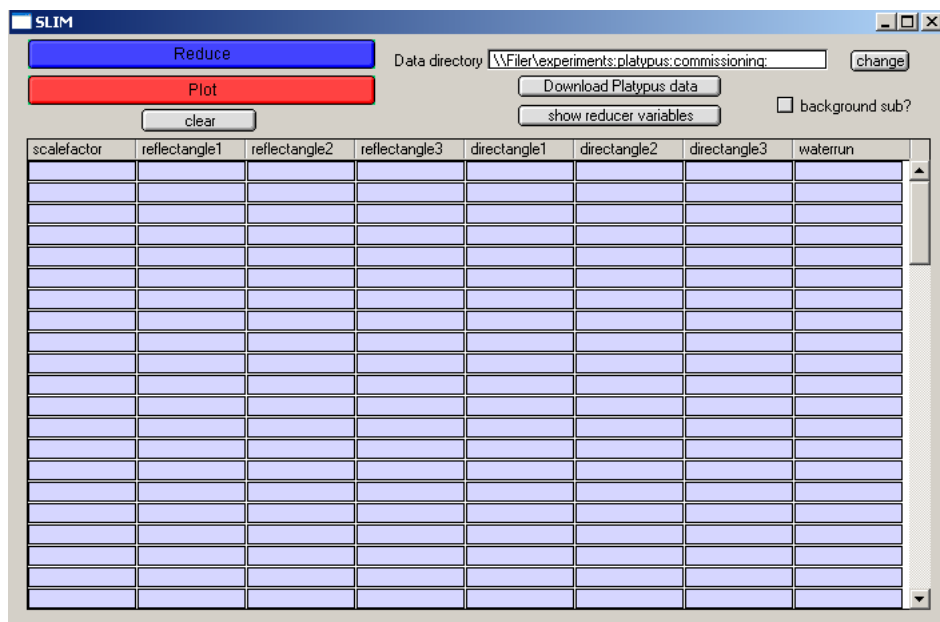 SLIM
Reduce
Data directory \\Filer\experiments:platypus:commissioning: change
Plot
Download Platypus data
background sub?
clear
show reducer variables
scalefactor reflectangle1 reflectangle2 reflectangle3 directangle1 directangle2 directangle3 waterrun